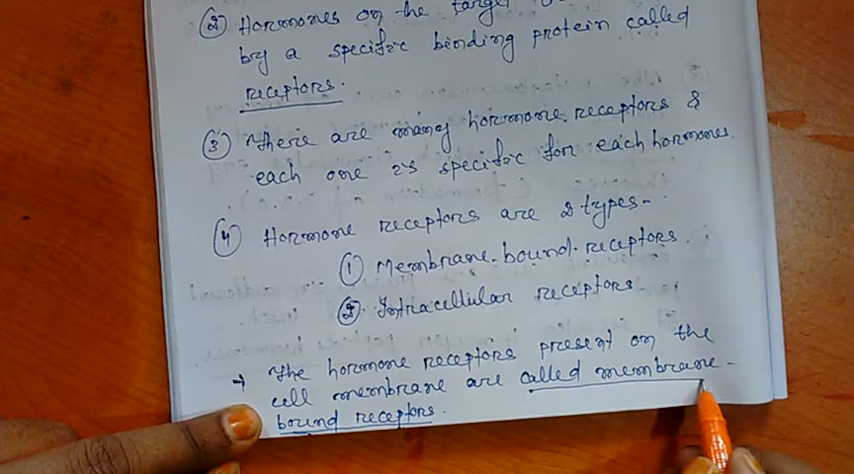 ② Hormones on the target
by a specific binding protein called
receptors.
③ There are many hormone receptors &
each one is specific for each hormones.
④ Hormone receptors are 2 types-
① Membrane-bound-receptors.
② Intracellular receptors.
→ The hormone receptors present on the
cell membrane are called membrane-
bound receptors.